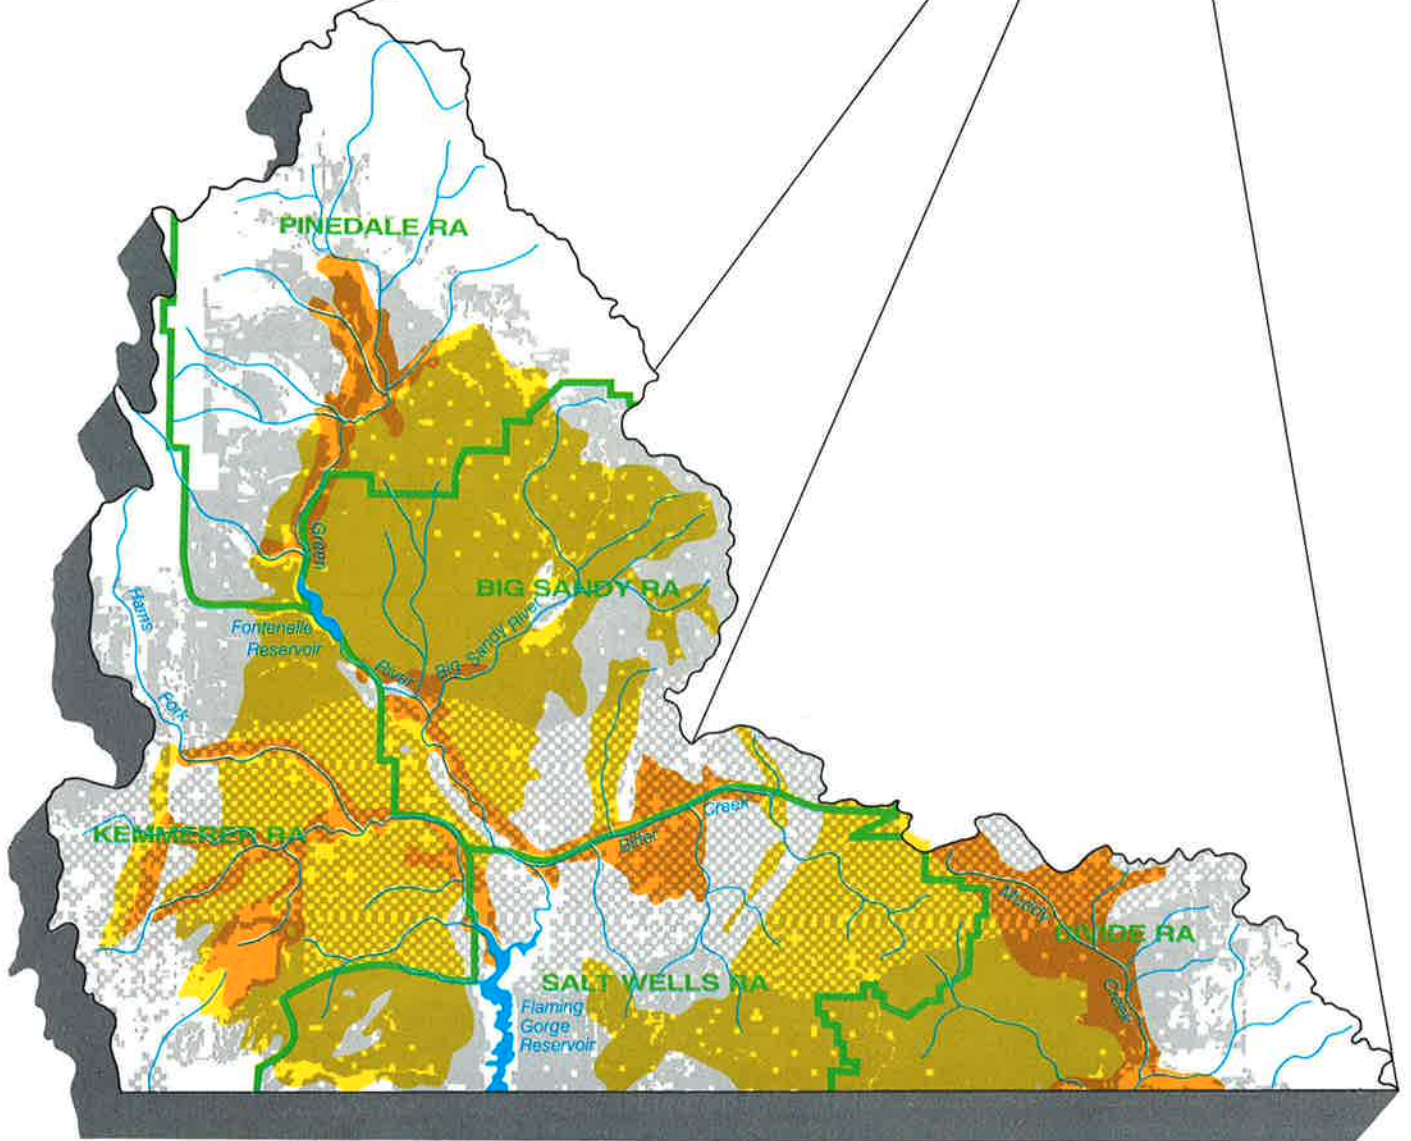 PINEDALE RA
Green
BIG SANDY RA
Hams
Fontenelle
Reservoir
River
Big Sandy River
Fork
Creek
KEMMERER RA
Bitter
Muddy
DIVIDE RA
SALT WELLS RA
Creek
Flaming
Gorge
Reservoir